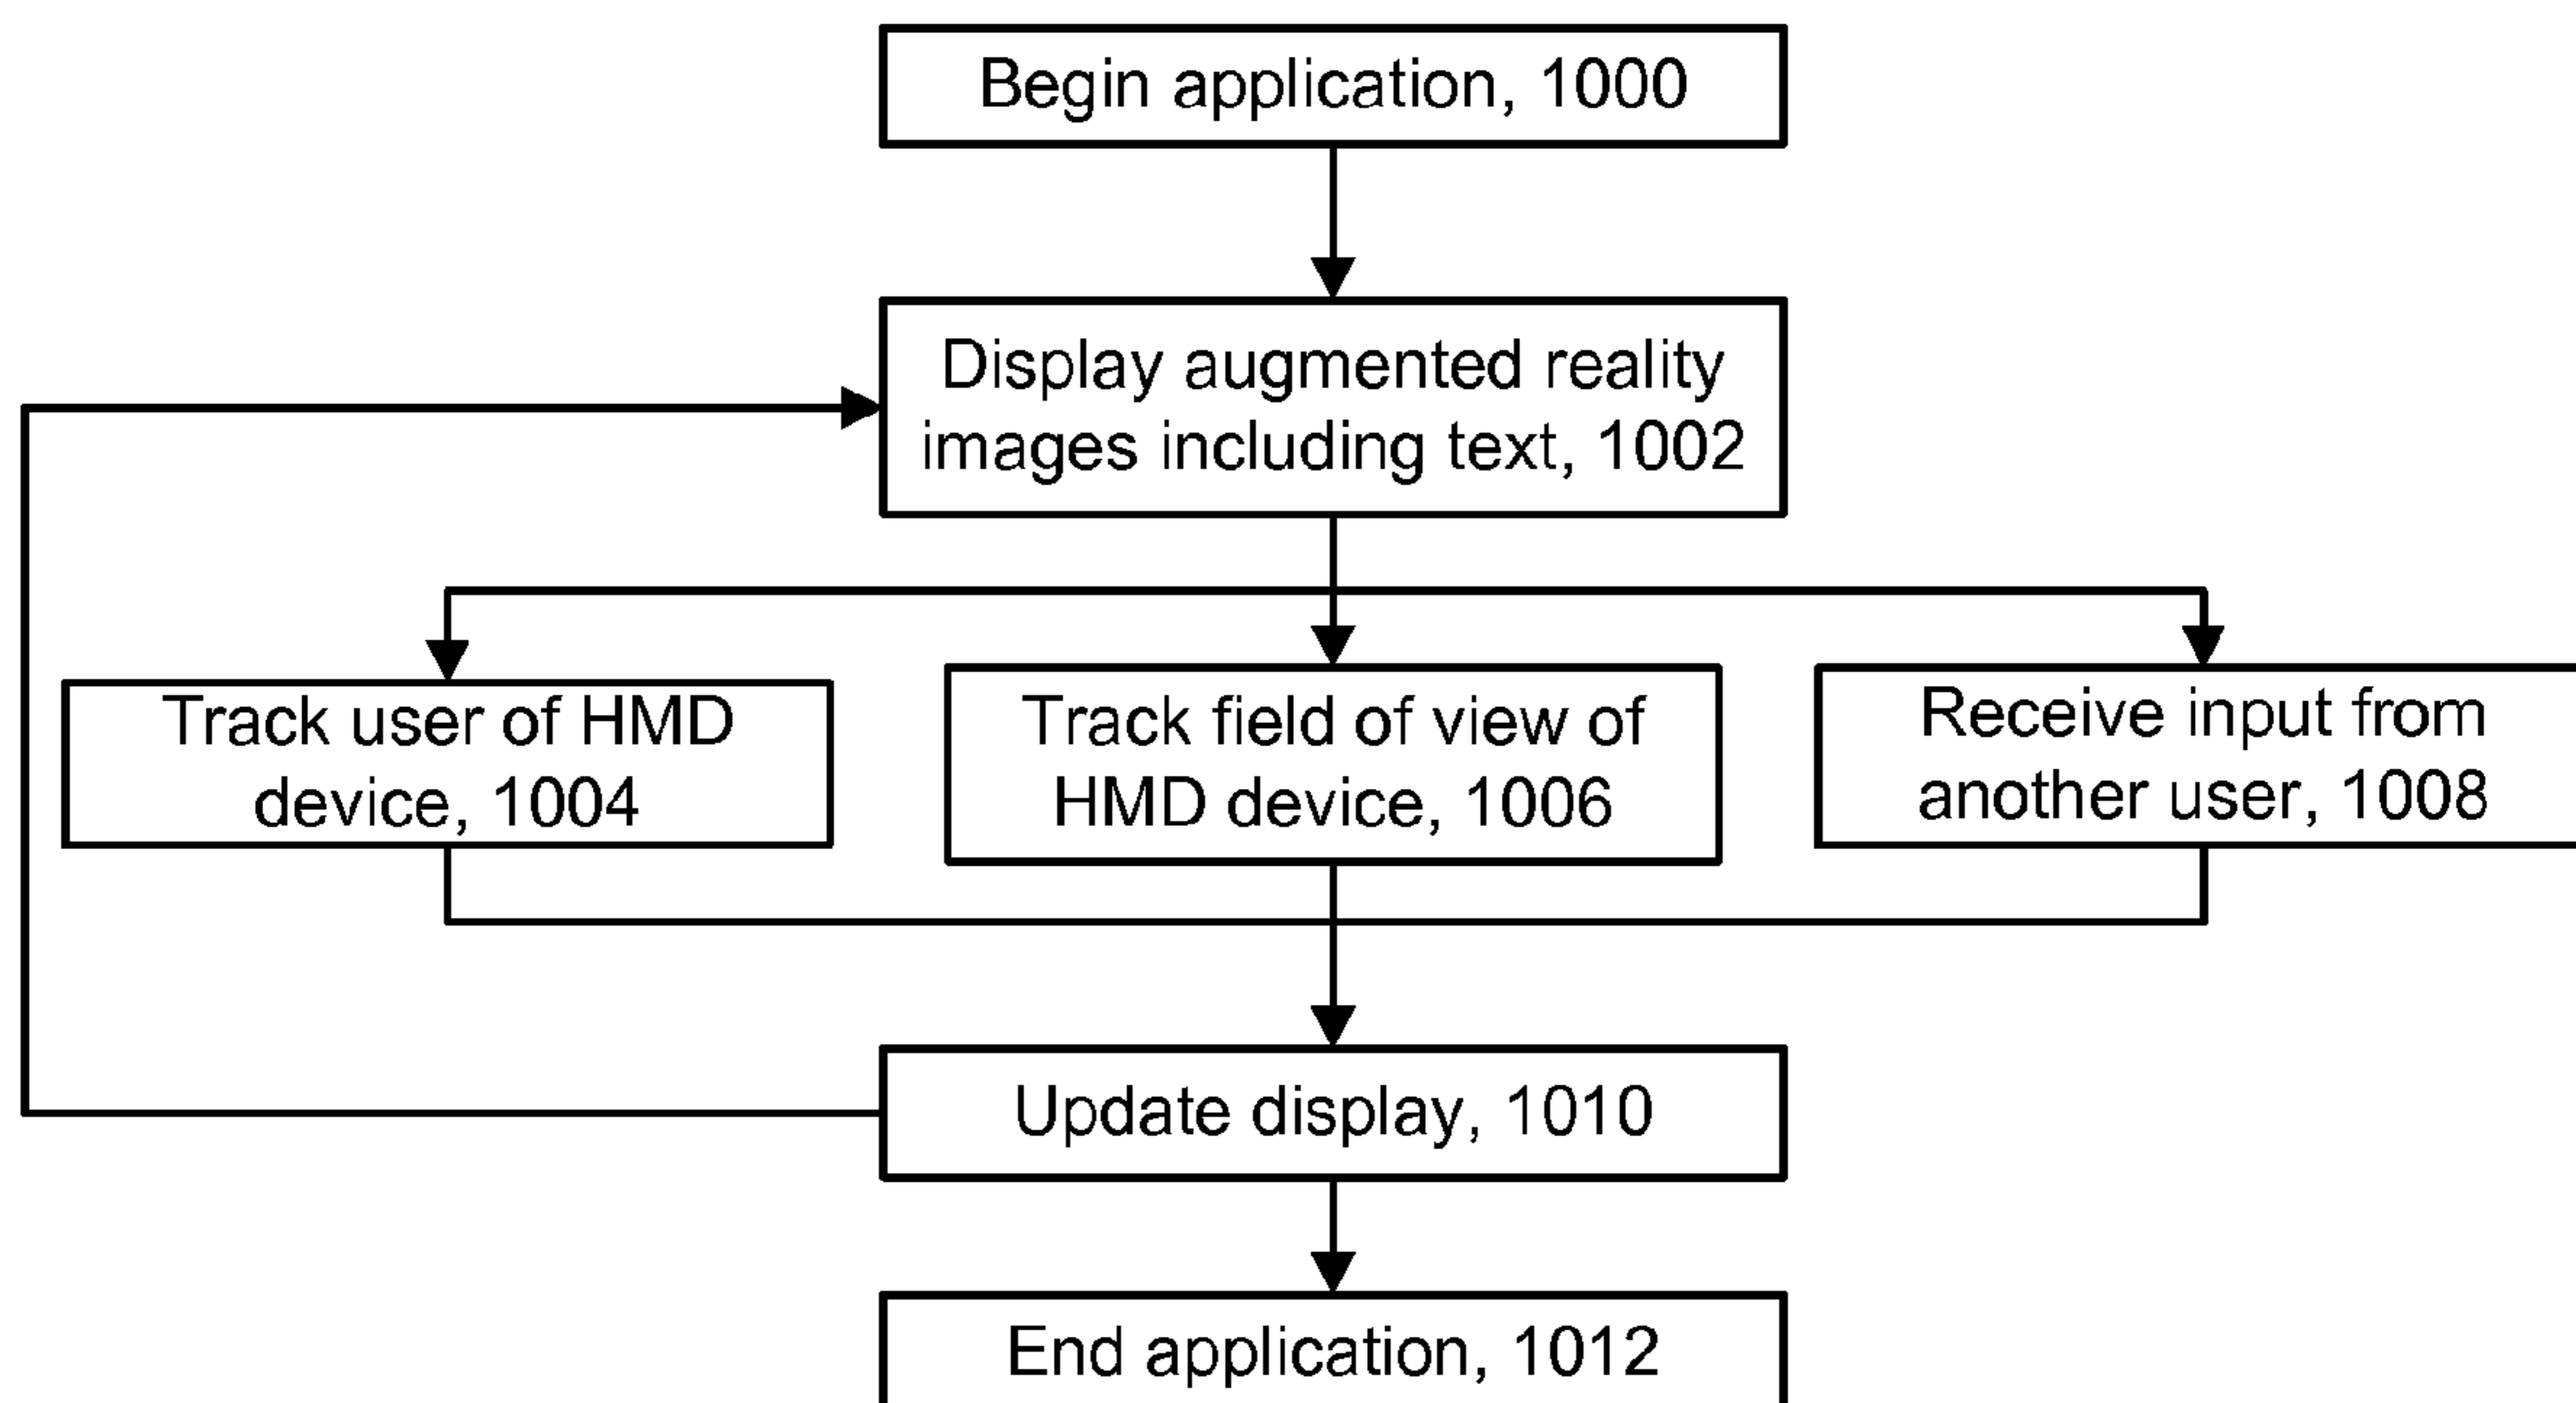 Begin application, 1000
Display augmented reality
images including text, 1002
Track user of HMD
device, 1004
Track field of view of
HMD device, 1006
Receive input from
another user, 1008
Update display, 1010
End application, 1012